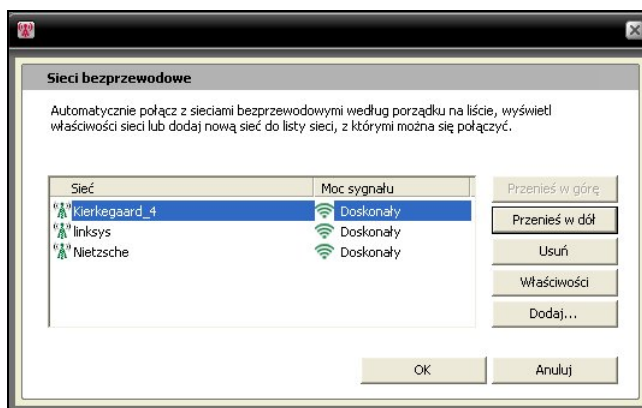 Sieci bezprzewodowe
Automatycznie połącz z sieciami bezprzewodowymi według porządku na liście, wyświetl
właściwości sieci lub dodaj nową sieć do listy sieci, z którymi można się połączyć.
Sieć Moc sygnału
Kierkegaard_4 Doskonały
linksys Doskonały
Nietzsche Doskonały
Przenieś w górę
Przenieś w dół
Usuń
Właściwości
Dodaj...
OK Anuluj